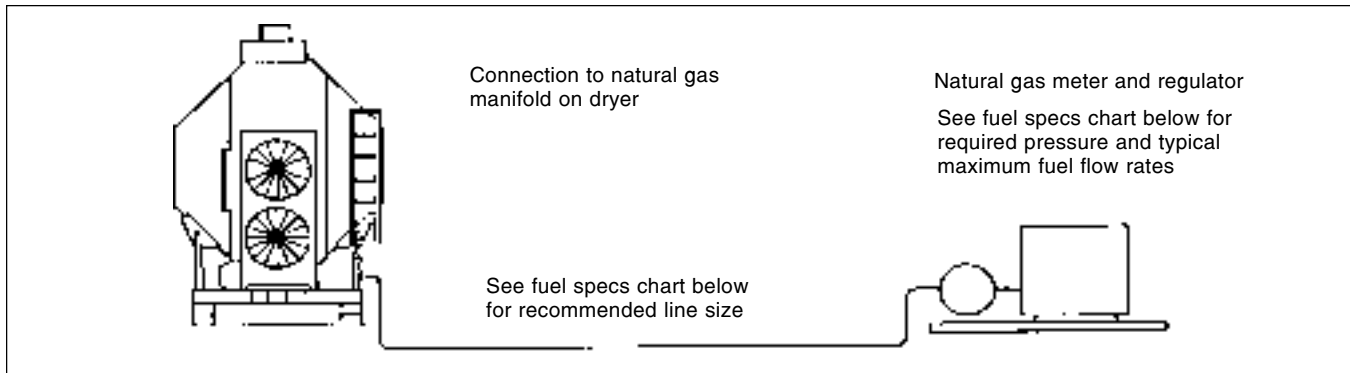 Connection to natural gas
manifold on dryer
Natural gas meter and regulator
See fuel specs chart below for
required pressure and typical
maximum fuel flow rates
See fuel specs chart below
for recommended line size